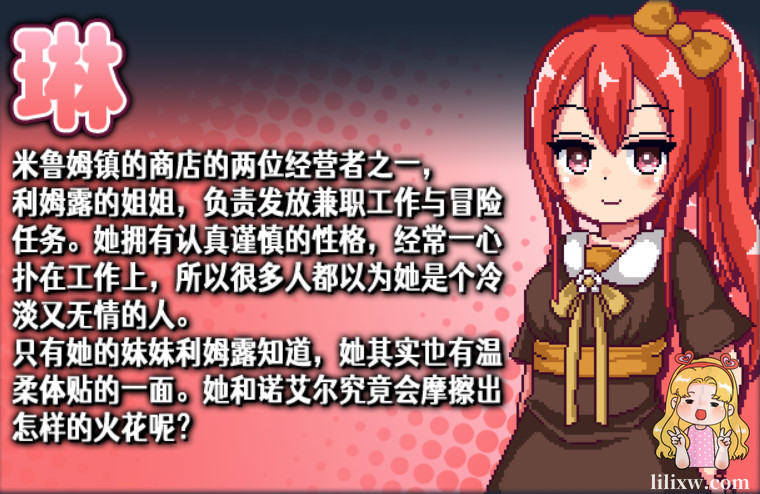 琳
米鲁姆镇的商店的两位经营者之一，
利姆露的姐姐，负责发放兼职工作与冒险
任务。她拥有认真谨慎的性格，经常一心
扑在工作上，所以很多人都以为她是个冷
淡又无情的人。
只有她的妹妹利姆露知道，她其实也有温
柔体贴的一面。她和诺艾尔究竟会摩擦出
怎样的火花呢？
lilixw.com